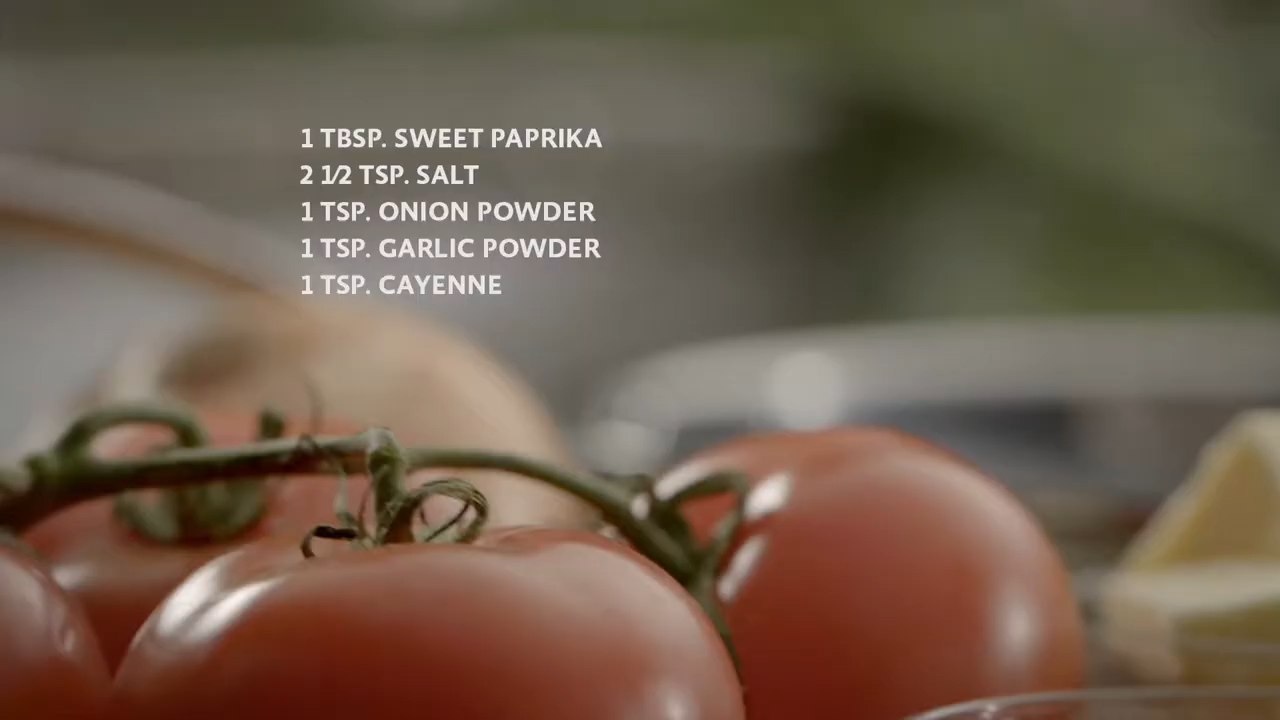 1 TBSP. SWEET PAPRIKA
2 1/2 TSP. SALT
1 TSP. ONION POWDER
1 TSP. GARLIC POWDER
1 TSP. CAYENNE